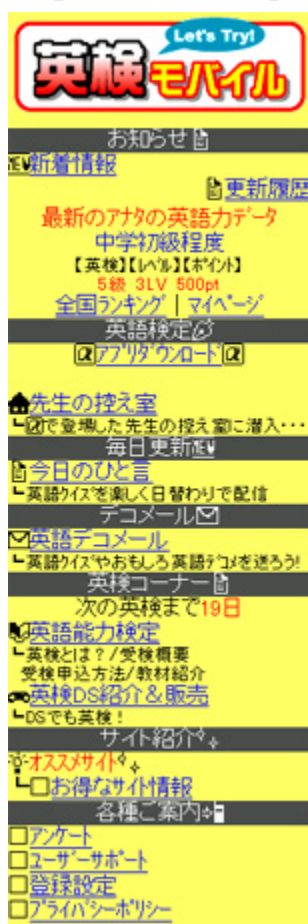 Let's Try!
英検モバイル
お知らせ
NEW新着情報
更新履歴
最新のアナタの英語力データ
中学初級程度
【英検】【ﾚﾍﾞﾙ】【ﾎﾟｲﾝﾄ】
5級 3LV 500pt
全国ランキング｜マイページ
英語検定
アプリダウンロード
先生の控え室
┗で登場した先生の控え室に潜入・・・
毎日更新NEW
今日のひと言
┗英語ｸｲｽﾞを楽しく日替わりで配信
デコメール
英語デコメール
┗英語ｸｲｽﾞやおもしろ英語ﾃﾞｺﾒを送ろう!
英検コーナー
次の英検まで19日
英語能力検定
┗英検とは？/受検概要
受検申込方法/教材紹介
英検DS紹介＆販売
┗DSでも英検！
サイト紹介
ｵｽｽﾒｻｲﾄ
┗□お得なｻｲﾄ情報
各種ご案内
□ｱﾝｹｰﾄ
□ﾕｰｻﾞｰｻﾎﾟｰﾄ
□登録設定
□ﾌﾟﾗｲﾊﾞｼｰﾎﾟﾘｼｰ